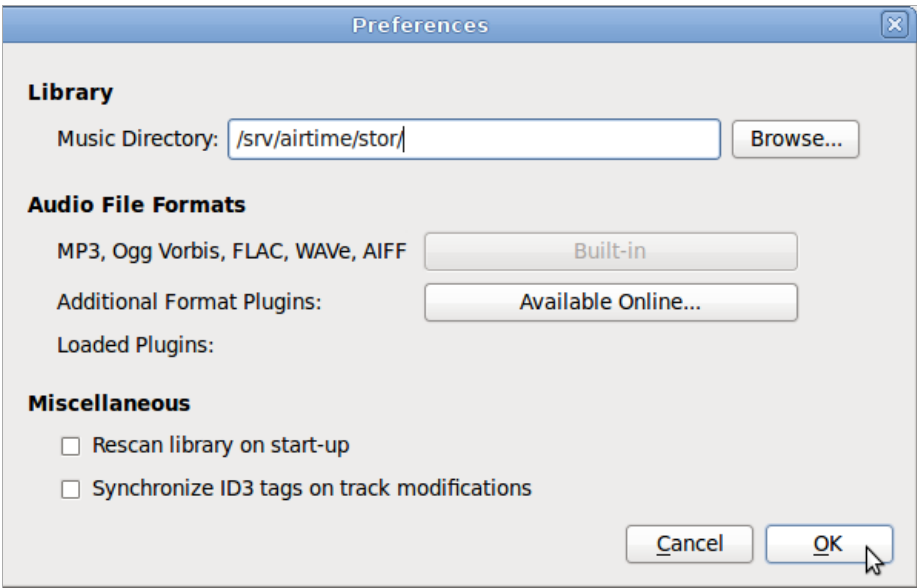 Preferences
Library
Music Directory: /srv/airtime/stor/ Browse...
Audio File Formats
MP3, Ogg Vorbis, FLAC, WAVe, AIFF Built-in
Additional Format Plugins: Available Online...
Loaded Plugins:
Miscellaneous
Rescan library on start-up
Synchronize ID3 tags on track modifications
Cancel OK